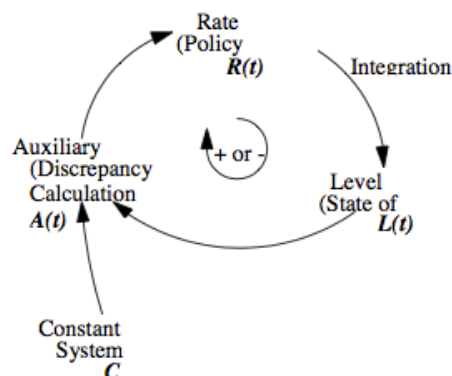 Rate
(Policy
R(t)
Integration
+ or -
Auxiliary
(Discrepancy
Calculation
A(t)
Level
(State of
L(t)
Constant
System
C